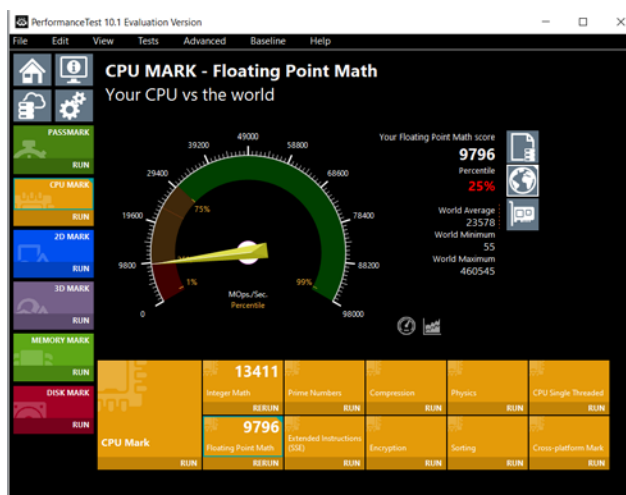 PerformanceTest 10.1 Evaluation Version
File Edit View Tests Advanced Baseline Help
CPU MARK - Floating Point Math
Your CPU vs the world
PASSMARK
RUN
CPU MARK
RUN
2D MARK
RUN
3D MARK
RUN
MEMORY MARK
RUN
DISK MARK
RUN
0
9800
19600
29400
39200
49000
58800
68600
78400
88200
98000
1%
75%
99%
MOps./Sec.
Percentile
Your Floating Point Math score
9796
Percentile
25%
World Average
23578
World Minimum
55
World Maximum
460545
CPU Mark
RUN
13411
Integer Math
RERUN
Prime Numbers
RUN
Compression
RUN
Physics
RUN
CPU Single Threaded
RUN
9796
Floating Point Math
RERUN
Extended Instructions
(SSE)
RUN
Encryption
RUN
Sorting
RUN
Cross-platform Mark
RUN